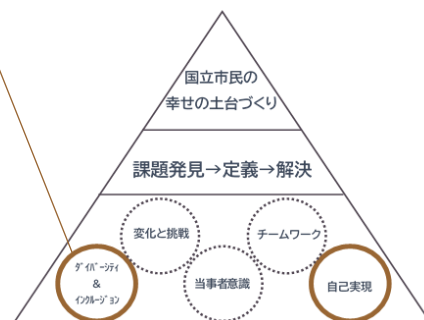 国立市民の
幸せの土台づくり
課題発見→定義→解決
変化と挑戦
チームワーク
ﾀﾞｲﾊﾞｰｼﾃｨ
&
ｲﾝｸﾙｰｼﾞｮﾝ
当事者意識
自己実現